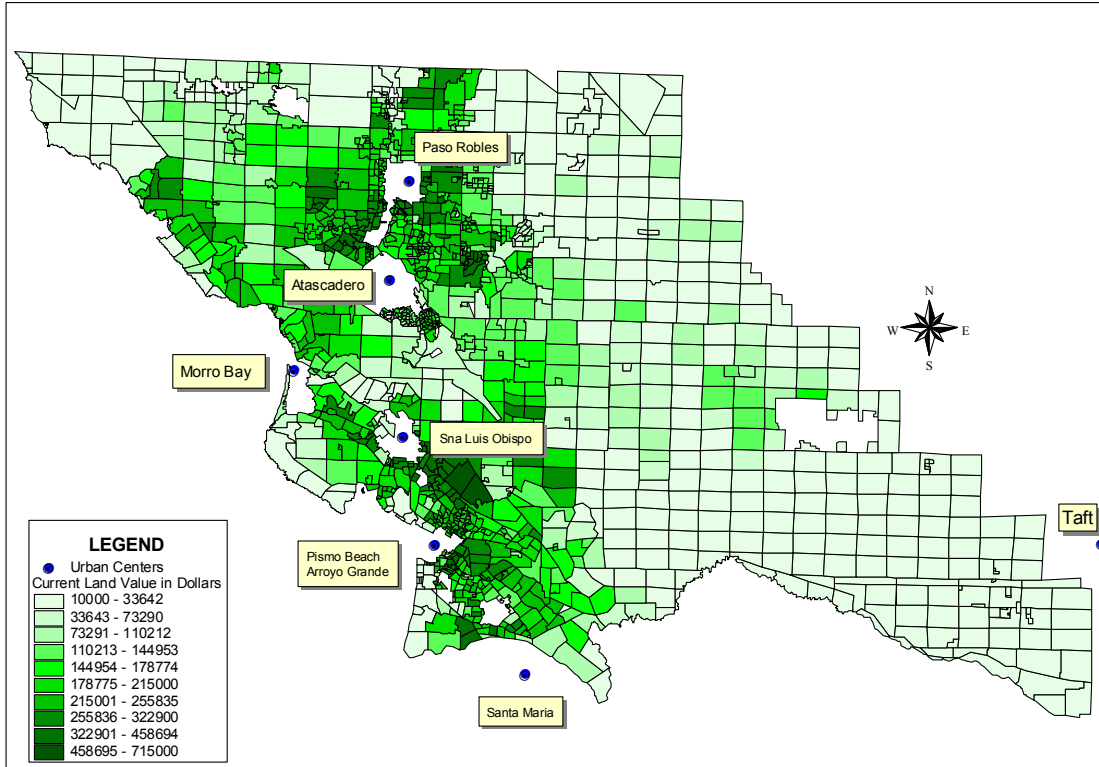 Paso Robles
N
W
E
S
Atascadero
Morro Bay
Sna Luis Obispo
Taft
Pismo Beach
Arroyo Grande
Santa Maria
LEGEND
Urban Centers
Current Land Value in Dollars
10000 - 33642
33643 - 73290
73291 - 110212
110213 - 144953
144954 - 178774
178775 - 215000
215001 - 255835
255836 - 322900
322901 - 458694
458695 - 715000